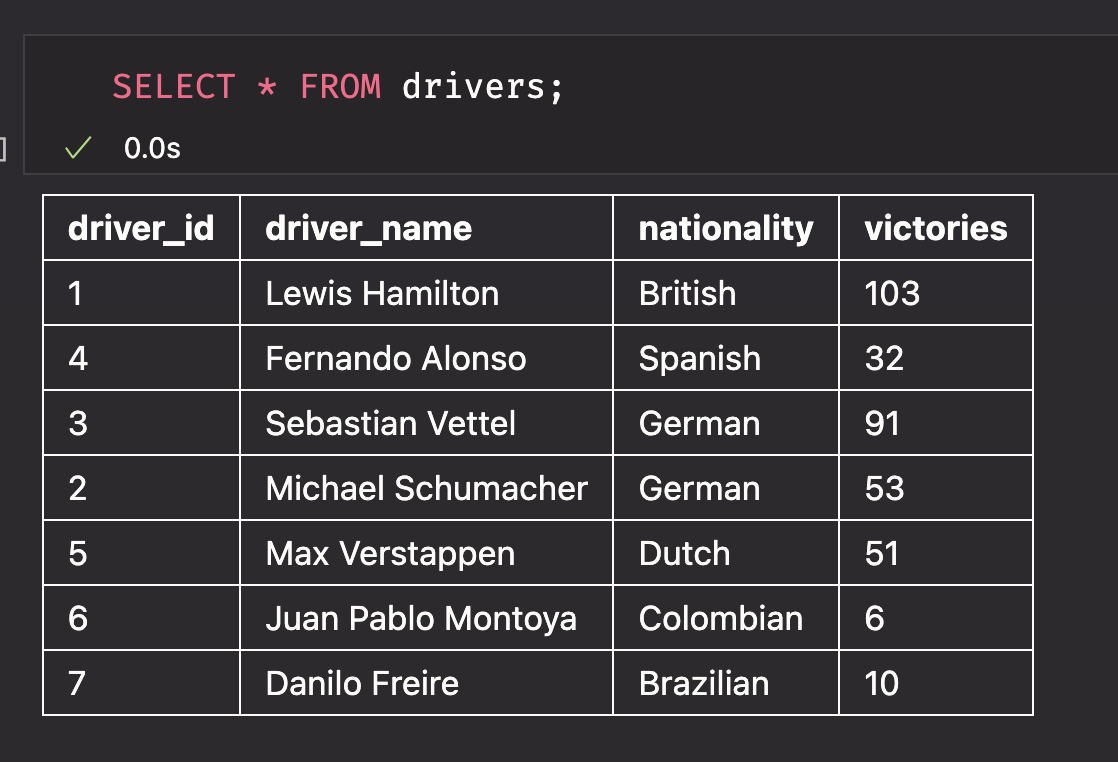 SELECT * FROM drivers;
] ✓ 0.0s
driver_id driver_name nationality victories
1 Lewis Hamilton British 103
4 Fernando Alonso Spanish 32
3 Sebastian Vettel German 91
2 Michael Schumacher German 53
5 Max Verstappen Dutch 51
6 Juan Pablo Montoya Colombian 6
7 Danilo Freire Brazilian 10